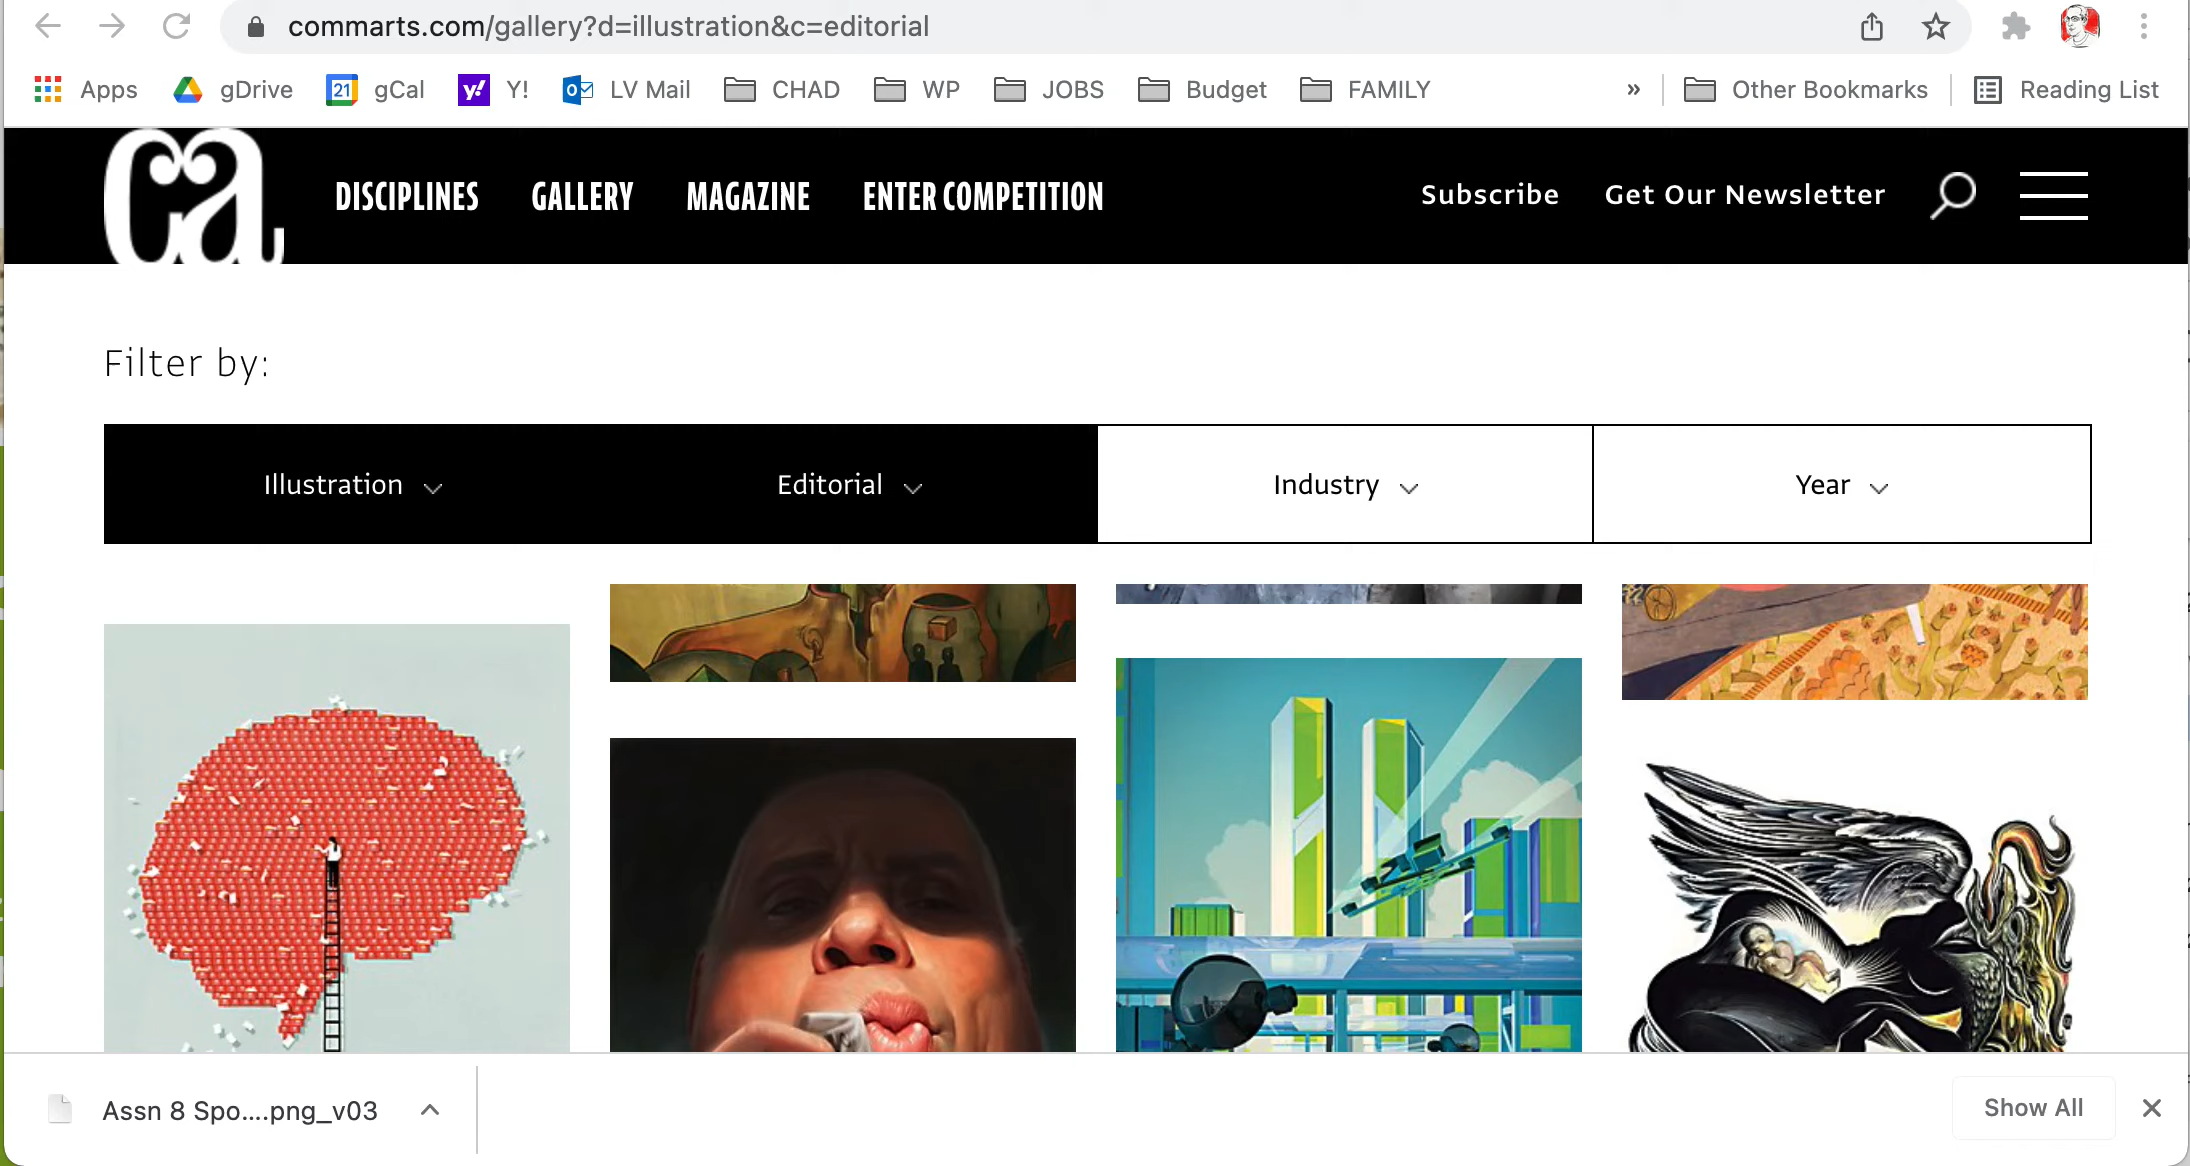 commarts.com/gallery?d=illustration&c=editorial
Apps gDrive 21 gCal y! Y! LV Mail CHAD WP JOBS Budget FAMILY » Other Bookmarks Reading List
ca DISCIPLINES GALLERY MAGAZINE ENTER COMPETITION Subscribe Get Our Newsletter
Filter by:
Illustration Editorial Industry Year
Assn 8 Spo....png_v03 Show All